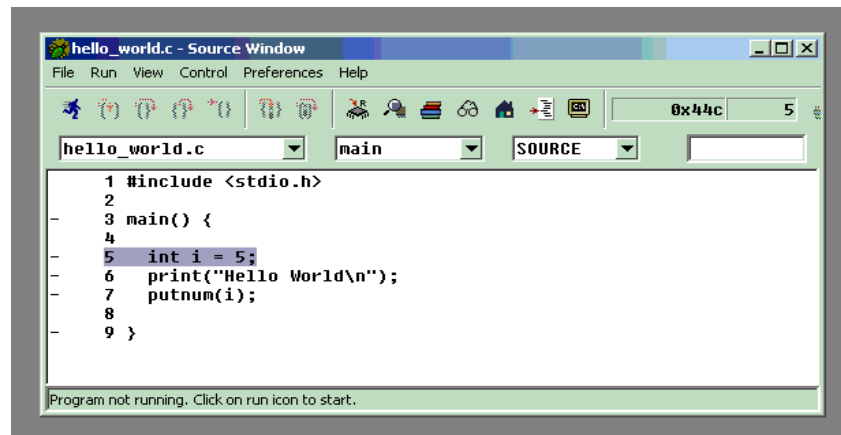 hello_world.c - Source Window
File Run View Control Preferences Help
0x44c 5
hello_world.c main SOURCE
1 #include <stdio.h>
2
- 3 main() {
4
- 5 int i = 5;
- 6 print("Hello World\n");
- 7 putnum(i);
8
- 9 }
Program not running. Click on run icon to start.